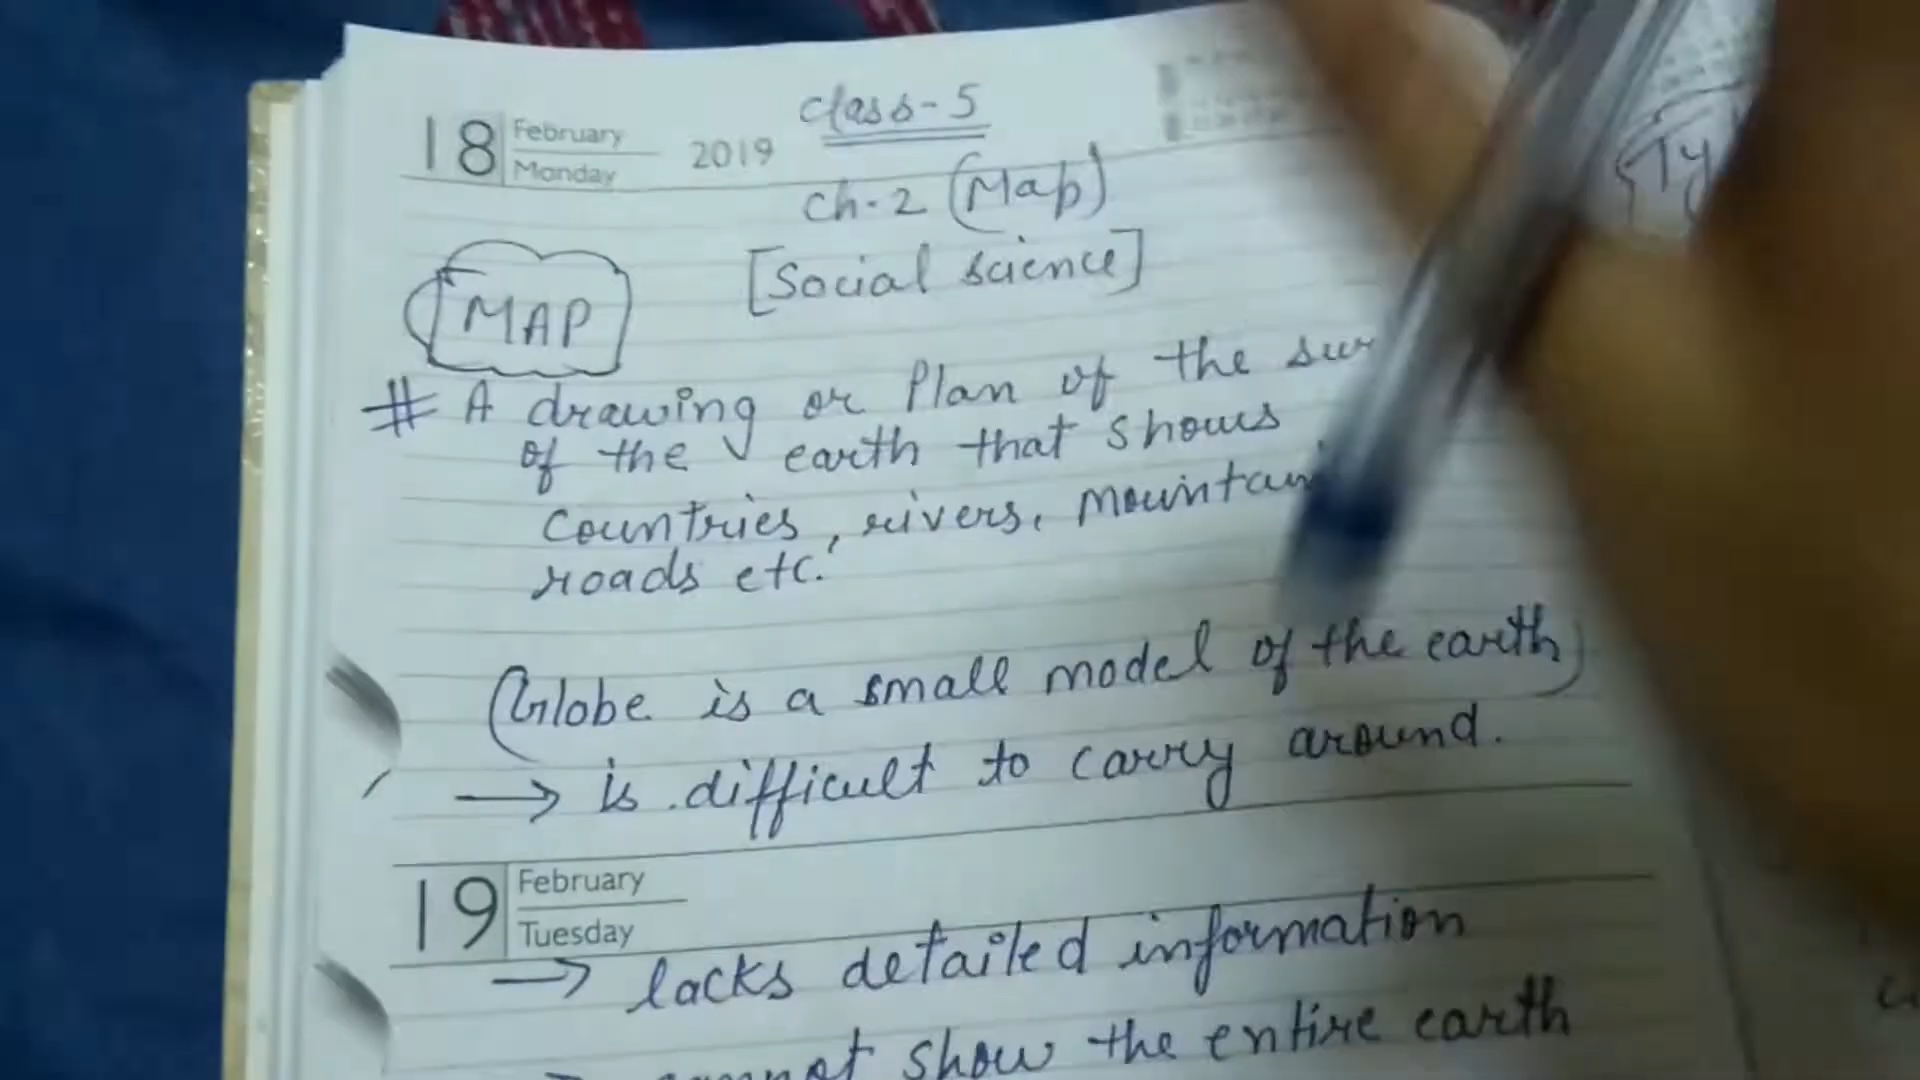 18 February Monday 2019
Class-5
Ch-2 (Map)
[Social science]
MAP
# A drawing or Plan of the
of the earth that shows
Countries, rivers, Mountain
roads etc.
(Globe is a small model of the earth)
→ is difficult to carry around.
19 February Tuesday
→ lacks detailed information
show the entire earth